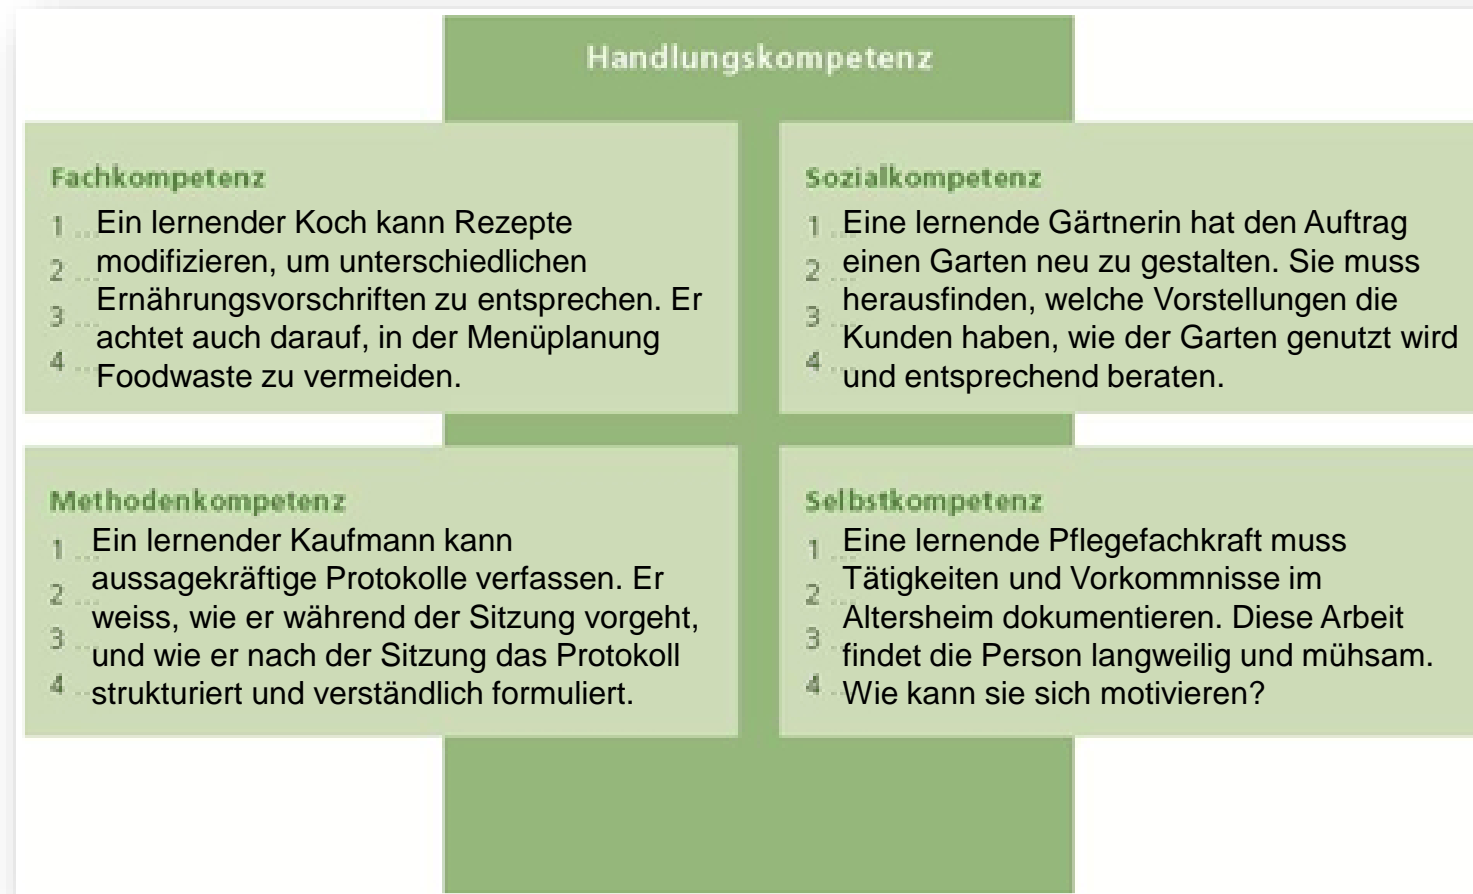 Handlungskompetenz
Fachkompetenz
1 ... Ein lernender Koch kann Rezepte
2 ... modifizieren, um unterschiedlichen
3 ... Ernährungsvorschriften zu entsprechen. Er
4 ... achtet auch darauf, in der Menüplanung
Foodwaste zu vermeiden.
Sozialkompetenz
1 ... Eine lernende Gärtnerin hat den Auftrag
2 ... einen Garten neu zu gestalten. Sie muss
3 ... herausfinden, welche Vorstellungen die
4 ... Kunden haben, wie der Garten genutzt wird
und entsprechend beraten.
Methodenkompetenz
1 ... Ein lernender Kaufmann kann
2 ... aussagekräftige Protokolle verfassen. Er
3 ... weiss, wie er während der Sitzung vorgeht,
4 ... und wie er nach der Sitzung das Protokoll
strukturiert und verständlich formuliert.
Selbstkompetenz
1 ... Eine lernende Pflegefachkraft muss
2 ... Tätigkeiten und Vorkommnisse im
3 ... Altersheim dokumentieren. Diese Arbeit
4 ... findet die Person langweilig und mühsam.
Wie kann sie sich motivieren?